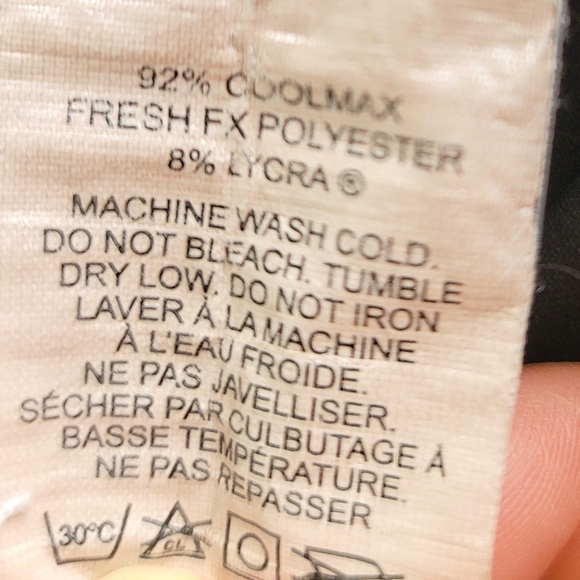 92% COOLMAX
FRESH FX POLYESTER
8% LYCRA ®
MACHINE WASH COLD.
DO NOT BLEACH. TUMBLE
DRY LOW. DO NOT IRON
LAVER À LA MACHINE
À L'EAU FROIDE.
NE PAS JAVELLISER.
SÉCHER PAR CULBUTAGE À
BASSE TEMPÉRATURE.
NE PAS REPASSER
30°C CL